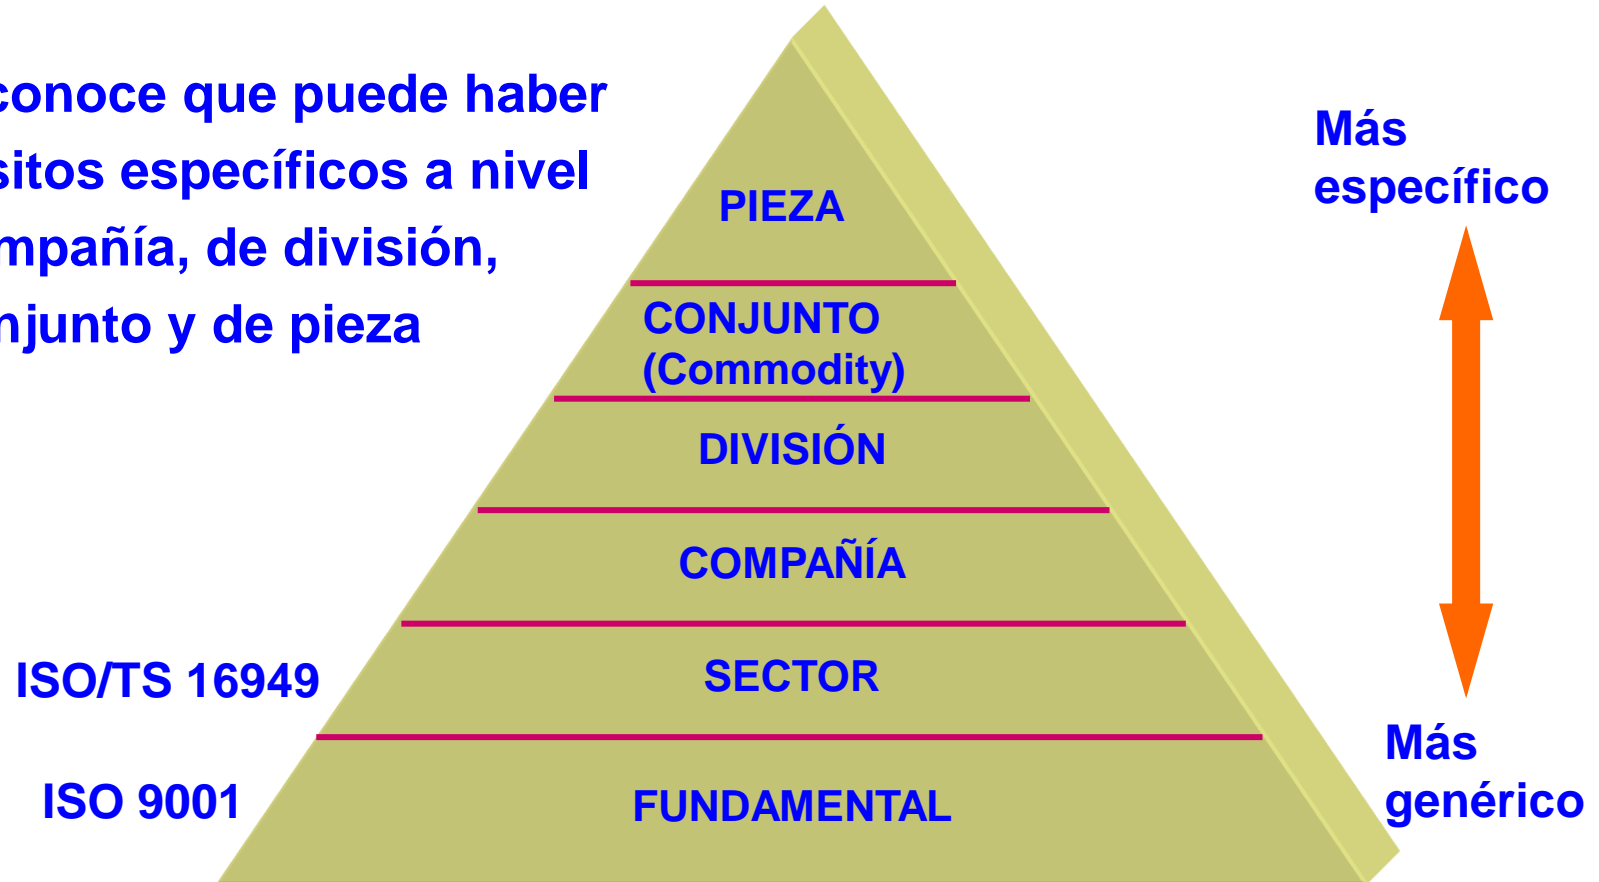 conoce que puede haber
sitos específicos a nivel
mpañía, de división,
njunto y de pieza
Más
específico
PIEZA
CONJUNTO
(Commodity)
DIVISIÓN
COMPAÑÍA
ISO/TS 16949
SECTOR
Más
genérico
ISO 9001
FUNDAMENTAL